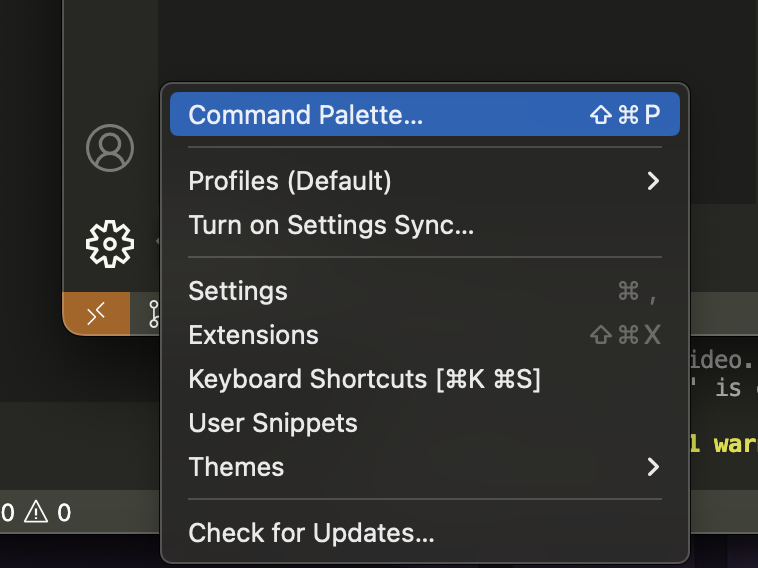 Command Palette... ⇧⌘P
Profiles (Default)
Turn on Settings Sync...
Settings ⌘ ,
Extensions ⇧⌘X
ideo.
Keyboard Shortcuts [⌘K ⌘S]
' is
User Snippets
1 war
Themes
0 0
Check for Updates...